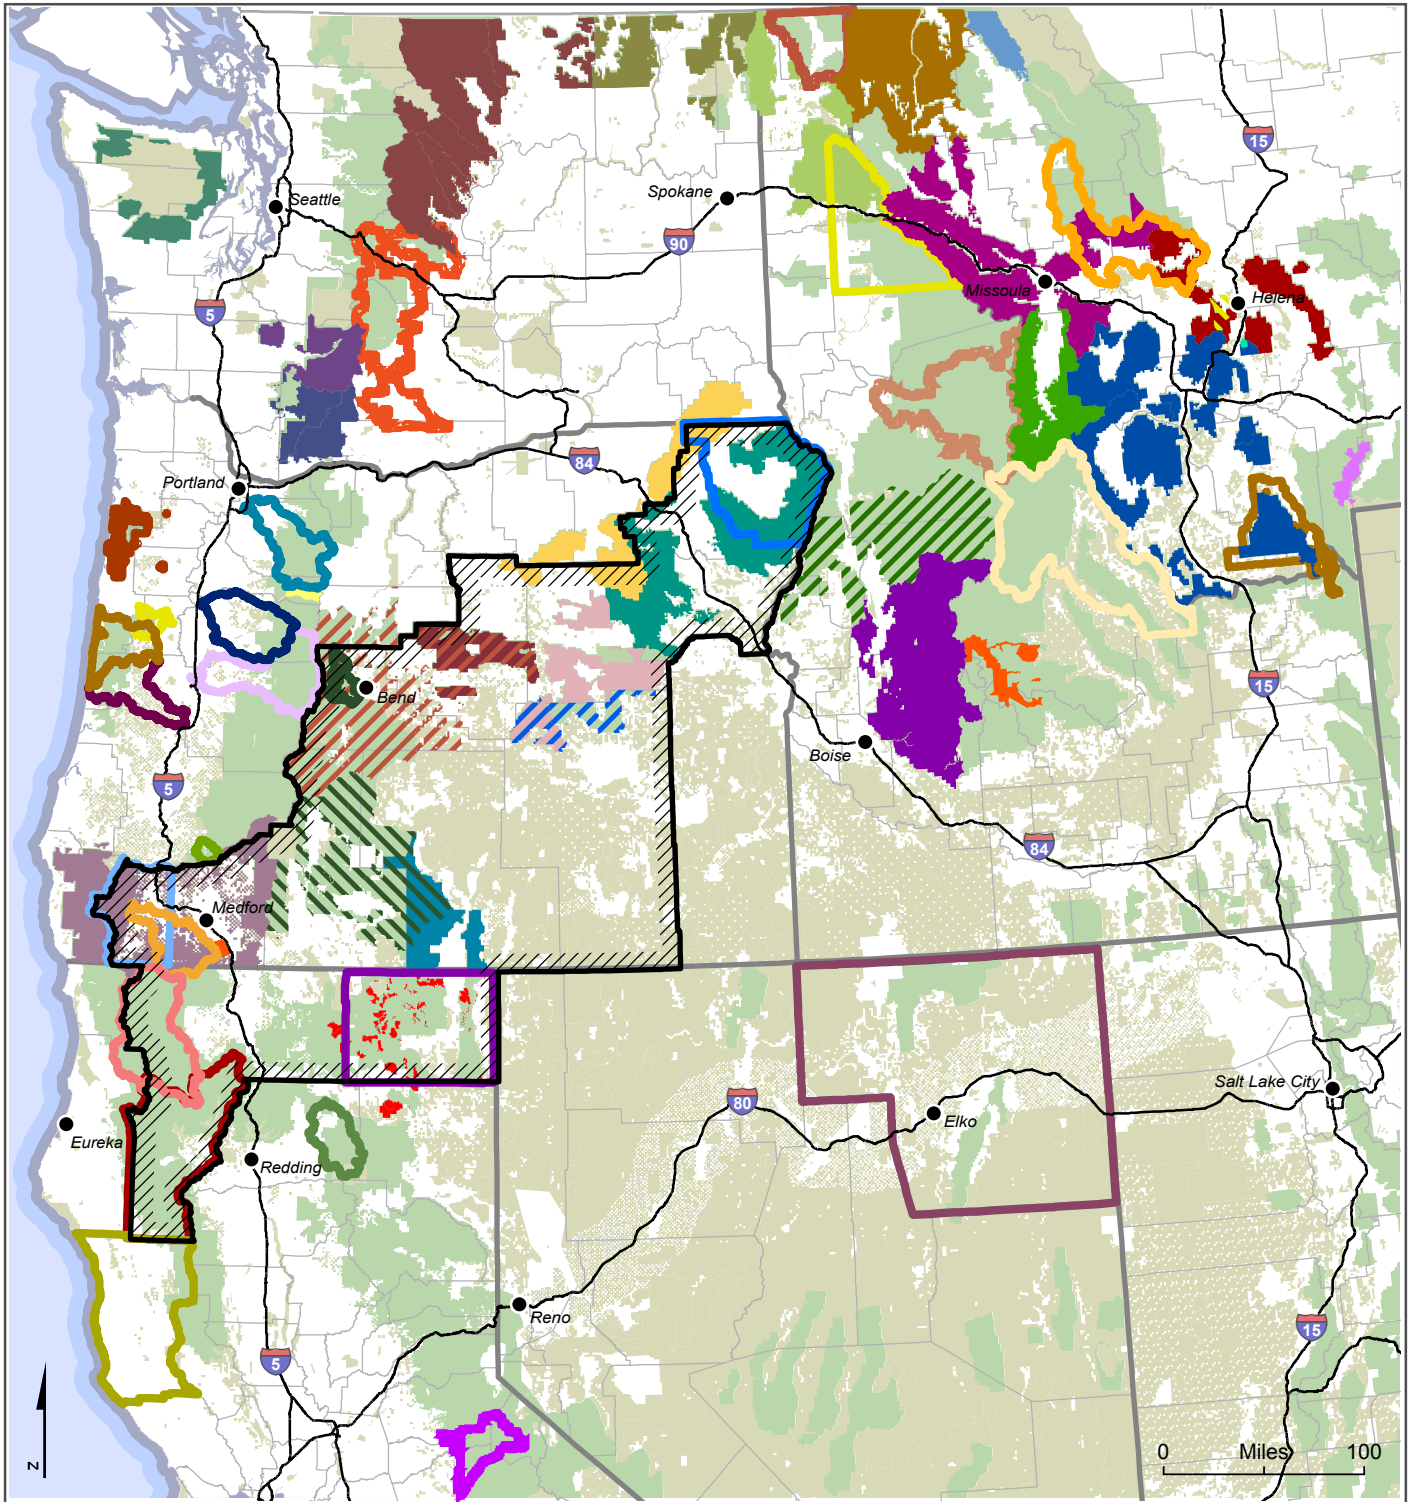 15
Seattle
Spokane
90
Missoula
Helena
5
Portland
84
Bend
15
Boise
5
84
Medford
Salt Lake City
80
Elko
Eureka
Redding
Reno
15
5
0 Miles 100
N